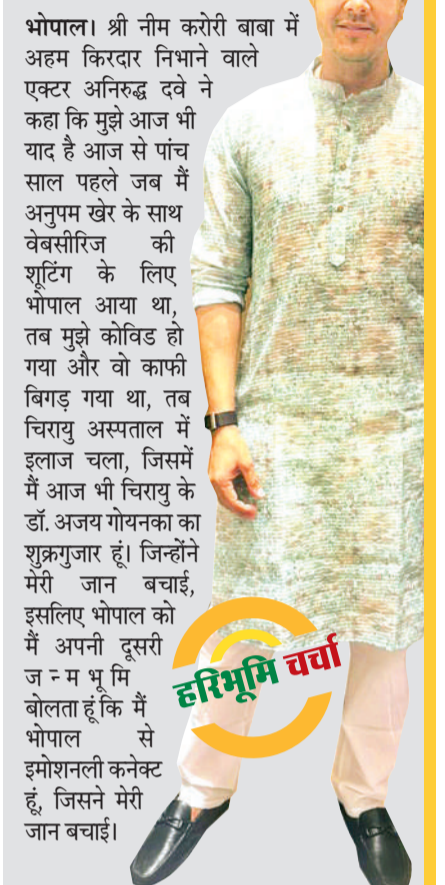 भोपाल। श्री नीम करोरी बाबा में
अहम किरदार निभाने वाले
एक्टर अनिरुद्ध दवे ने
कहा कि मुझे आज भी
याद है आज से पांच
साल पहले जब मैं
अनुपम खेर के साथ
वेबसीरिज की
शूटिंग के लिए
भोपाल आया था,
तब मुझे कोविड हो
गया और वो काफी
बिगड़ गया था, तब
चिरायु अस्पताल में
इलाज चला, जिसमें
मैं आज भी चिरायु के
डॉ. अजय गोयनका का
शुक्रगुजार हूं। जिन्होंने
मेरी जान बचाई,
इसलिए भोपाल को
मैं अपनी दूसरी
जन्मभूमि
बोलता हूं कि मैं
भोपाल से
इमोशनली कनेक्ट
हूं, जिसने मेरी
जान बचाई।
हरिभूमि चर्चा